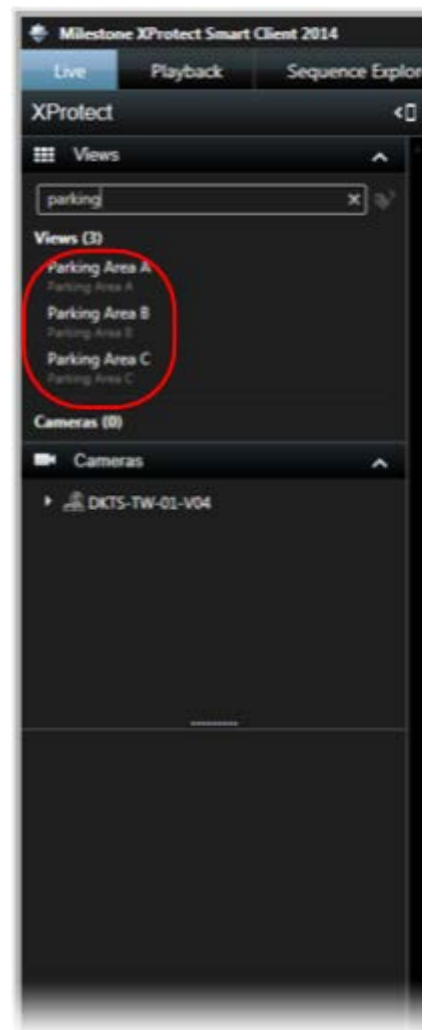 Milestone XProtect Smart Client 2014
Live Playback Sequence Explor
XProtect
Views
parking
Views (3)
Parking Area A
Parking Area A
Parking Area B
Parking Area B
Parking Area C
Parking Area C
Cameras (0)
Cameras
DKTS-TW-01-V04